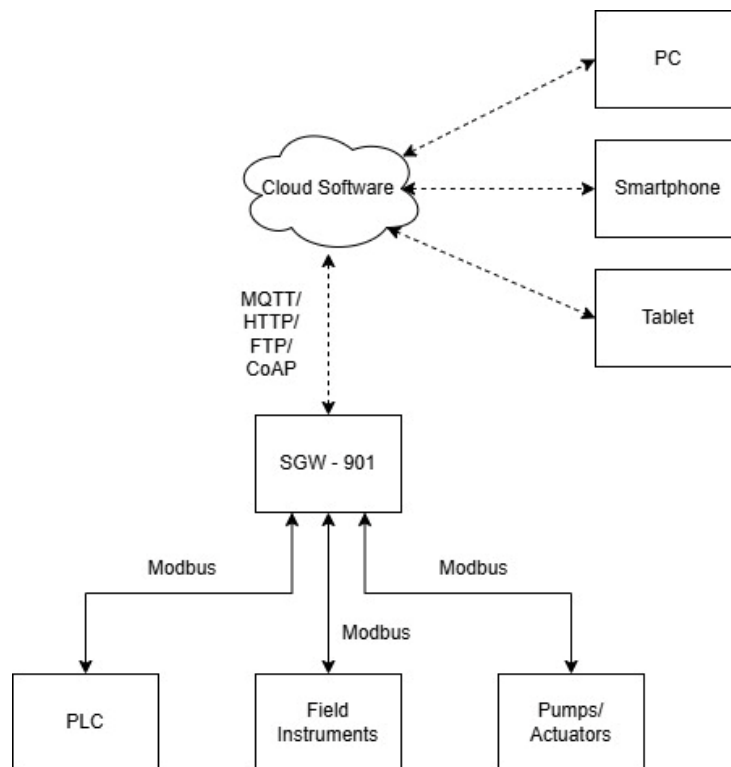 PC
Cloud Software
Smartphone
MQTT/
HTTP/
FTP/
CoAP
Tablet
SGW - 901
Modbus
Modbus
Modbus
PLC
Field
Instruments
Pumps/
Actuators